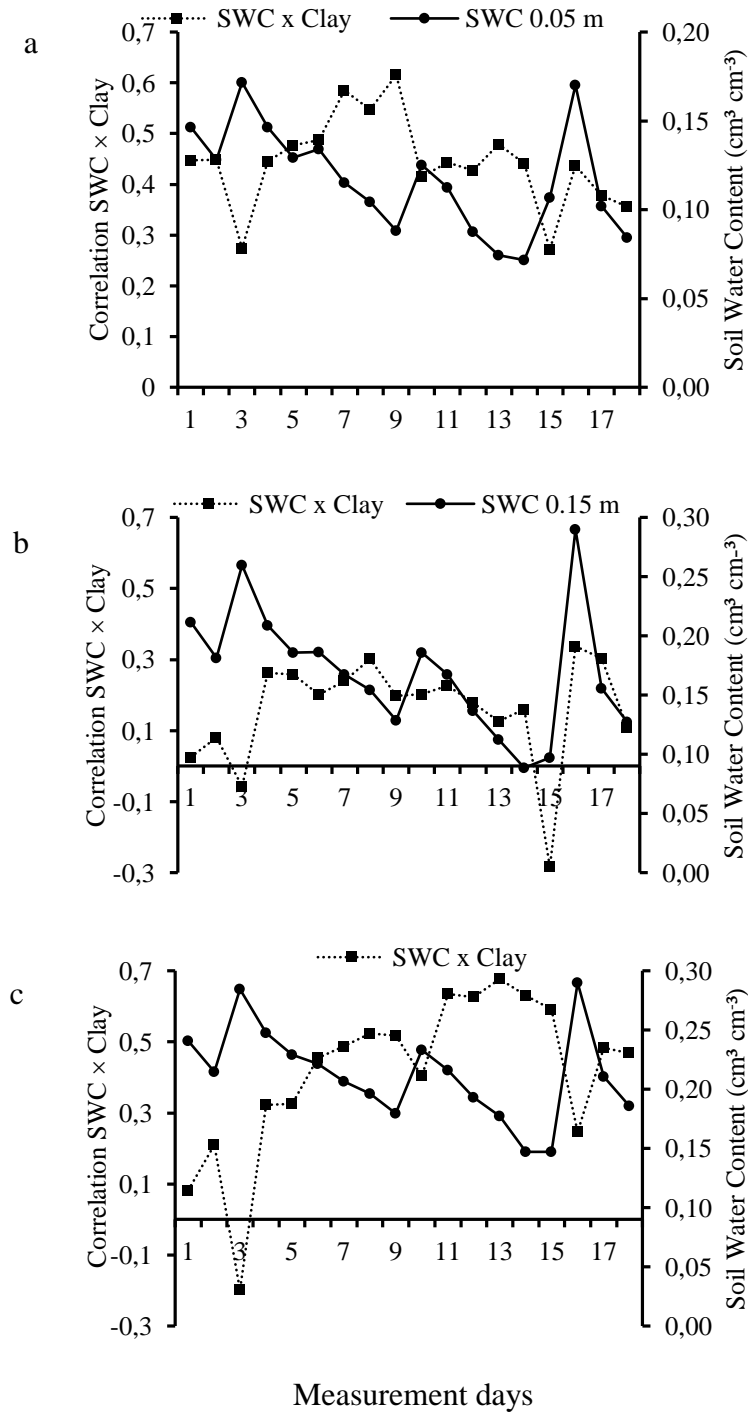 a
SWC x Clay SWC 0.05 m
Correlation SWC × Clay
0,7
0,6
0,5
0,4
0,3
0,2
0,1
0
0,20
0,15
0,10
0,05
0,00
Soil Water Content (cm³ cm⁻³)
1 3 5 7 9 11 13 15 17
b
SWC x Clay SWC 0.15 m
Correlation SWC × Clay
0,7
0,5
0,3
0,1
-0,1
-0,3
0,30
0,25
0,20
0,15
0,10
0,05
0,00
Soil Water Content (cm³ cm-³)
1 3 5 7 9 11 13 15 17
c
SWC x Clay
Correlation SWC × Clay
0,7
0,5
0,3
0,1
-0,1
-0,3
0,30
0,25
0,20
0,15
0,10
0,05
0,00
Soil Water Content (cm³ cm⁻³)
1 3 5 7 9 11 13 15 17
Measurement days